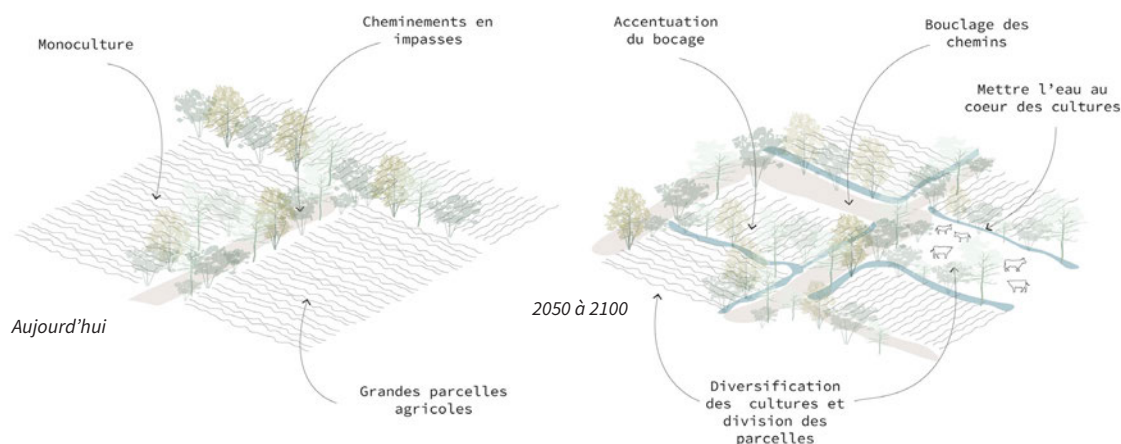 Monoculture
Cheminements en
impasses
Aujourd'hui
Grandes parcelles
agricoles
Accentuation
du bocage
Bouclage des
chemins
Mettre l'eau au
coeur des cultures
2050 à 2100
Diversification
des cultures et
division des
parcelles